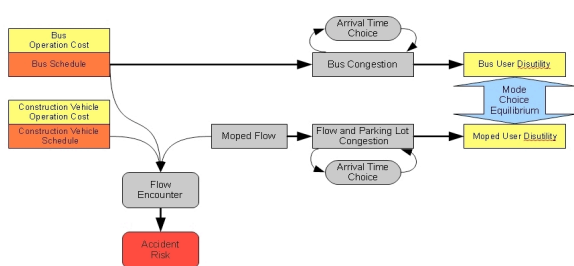 Bus
Operation Cost
Bus Schedule
Arrival Time
Choice
Bus Congestion
Bus User Disutility
Mode
Choice
Equilibrium
Construction Vehicle
Operation Cost
Construction Vehicle
Schedule
Moped Flow
Flow and Parking Lot
Congestion
Moped User Disutility
Arrival Time
Choice
Flow
Encounter
Accident
Risk